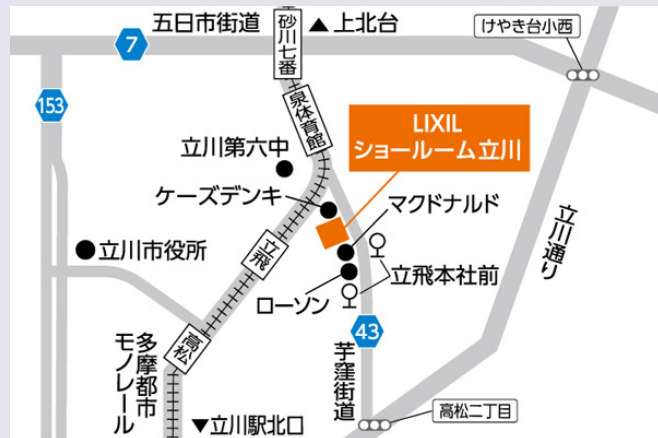 五日市街道
▲上北台
けやき台小西
7
砂川七番
153
泉体育館
LIXIL
ショールーム立川
立川第六中
ケーズデンキ
マクドナルド
立川通り
立川市役所
立飛
立飛本社前
ローソン
43
高松
多摩都市
モノレール
芋窪街道
高松二丁目
▼立川駅北口